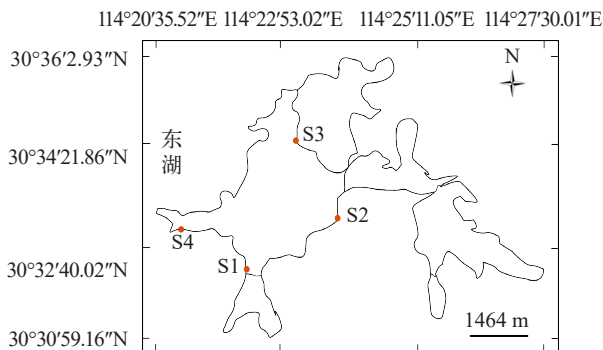 114°20′35.52″E 114°22′53.02″E 114°25′11.05″E 114°27′30.01″E
30°36′2.93″N
N
S3
东
湖
30°34′21.86″N
S2
S4
S1
30°32′40.02″N
1464 m
30°30′59.16″N